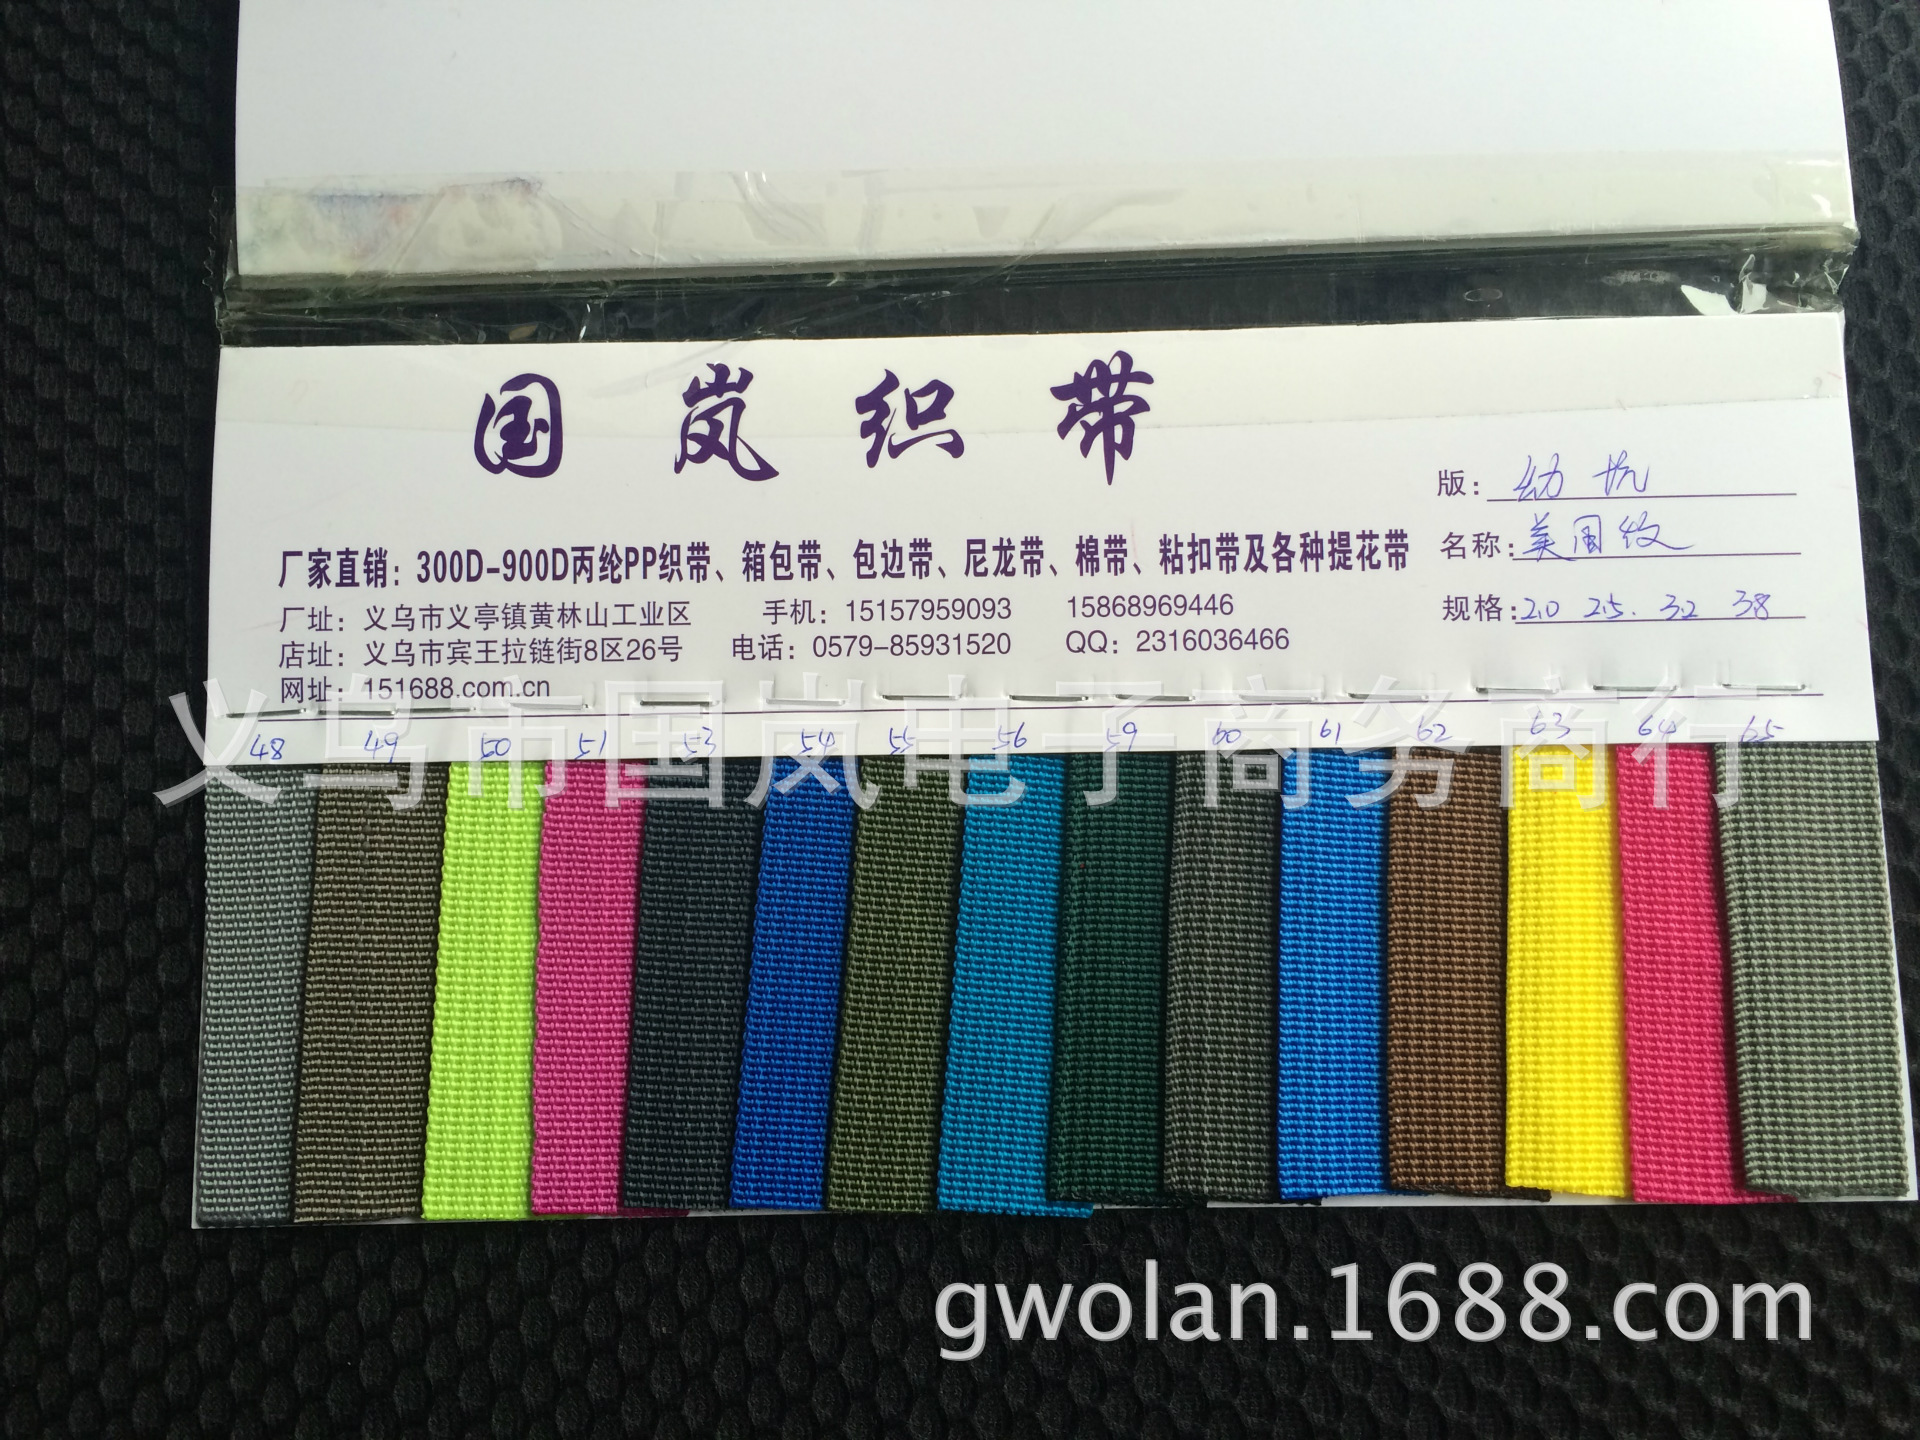 国岚织带
版: 幼坑
厂家直销: 300D-900D丙纶PP织带、箱包带、包边带、尼龙带、棉带、粘扣带及各种提花带
名称: 美国纹
厂址: 义乌市义亭镇黄林山工业区 手机: 15157959093 15868969446
规格: 20 25. 32 38
店址: 义乌市宾王拉链街8区26号 电话: 0579-85931520 QQ: 2316036466
网址: 151688.com.cn
义乌市国岚电子商务商行
48 49 50 51 53 54 55 56 59 60 61 62 63 64 65
gwolan.1688.com